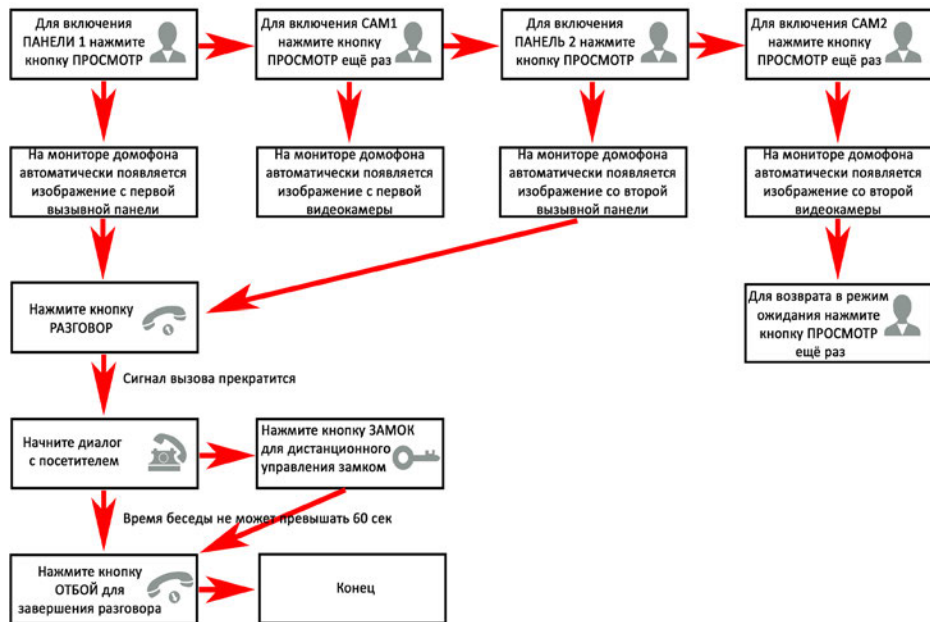 Для включения
ПАНЕЛИ 1 нажмите
кнопку ПРОСМОТР
Для включения САМ1
нажмите кнопку
ПРОСМОТР ещё раз
Для включения
ПАНЕЛЬ 2 нажмите
кнопку ПРОСМОТР
Для включения САМ2
нажмите кнопку
ПРОСМОТР ещё раз
На мониторе домофона
автоматически появляется
изображение с первой
вызывной панели
На мониторе домофона
автоматически появляется
изображение с первой
видеокамеры
На мониторе домофона
автоматически появляется
изображение со второй
вызывной панели
На мониторе домофона
автоматически появляется
изображение со второй
видеокамеры
Нажмите кнопку
РАЗГОВОР
Для возврата в режим
ожидания нажмите
кнопку ПРОСМОТР
ещё раз
Сигнал вызова прекратится
Начните диалог
с посетителем
Нажмите кнопку ЗАМОК
для дистанционного
управления замком
Время беседы не может превышать 60 сек
Нажмите кнопку
ОТБОЙ для
завершения разговора
Конец